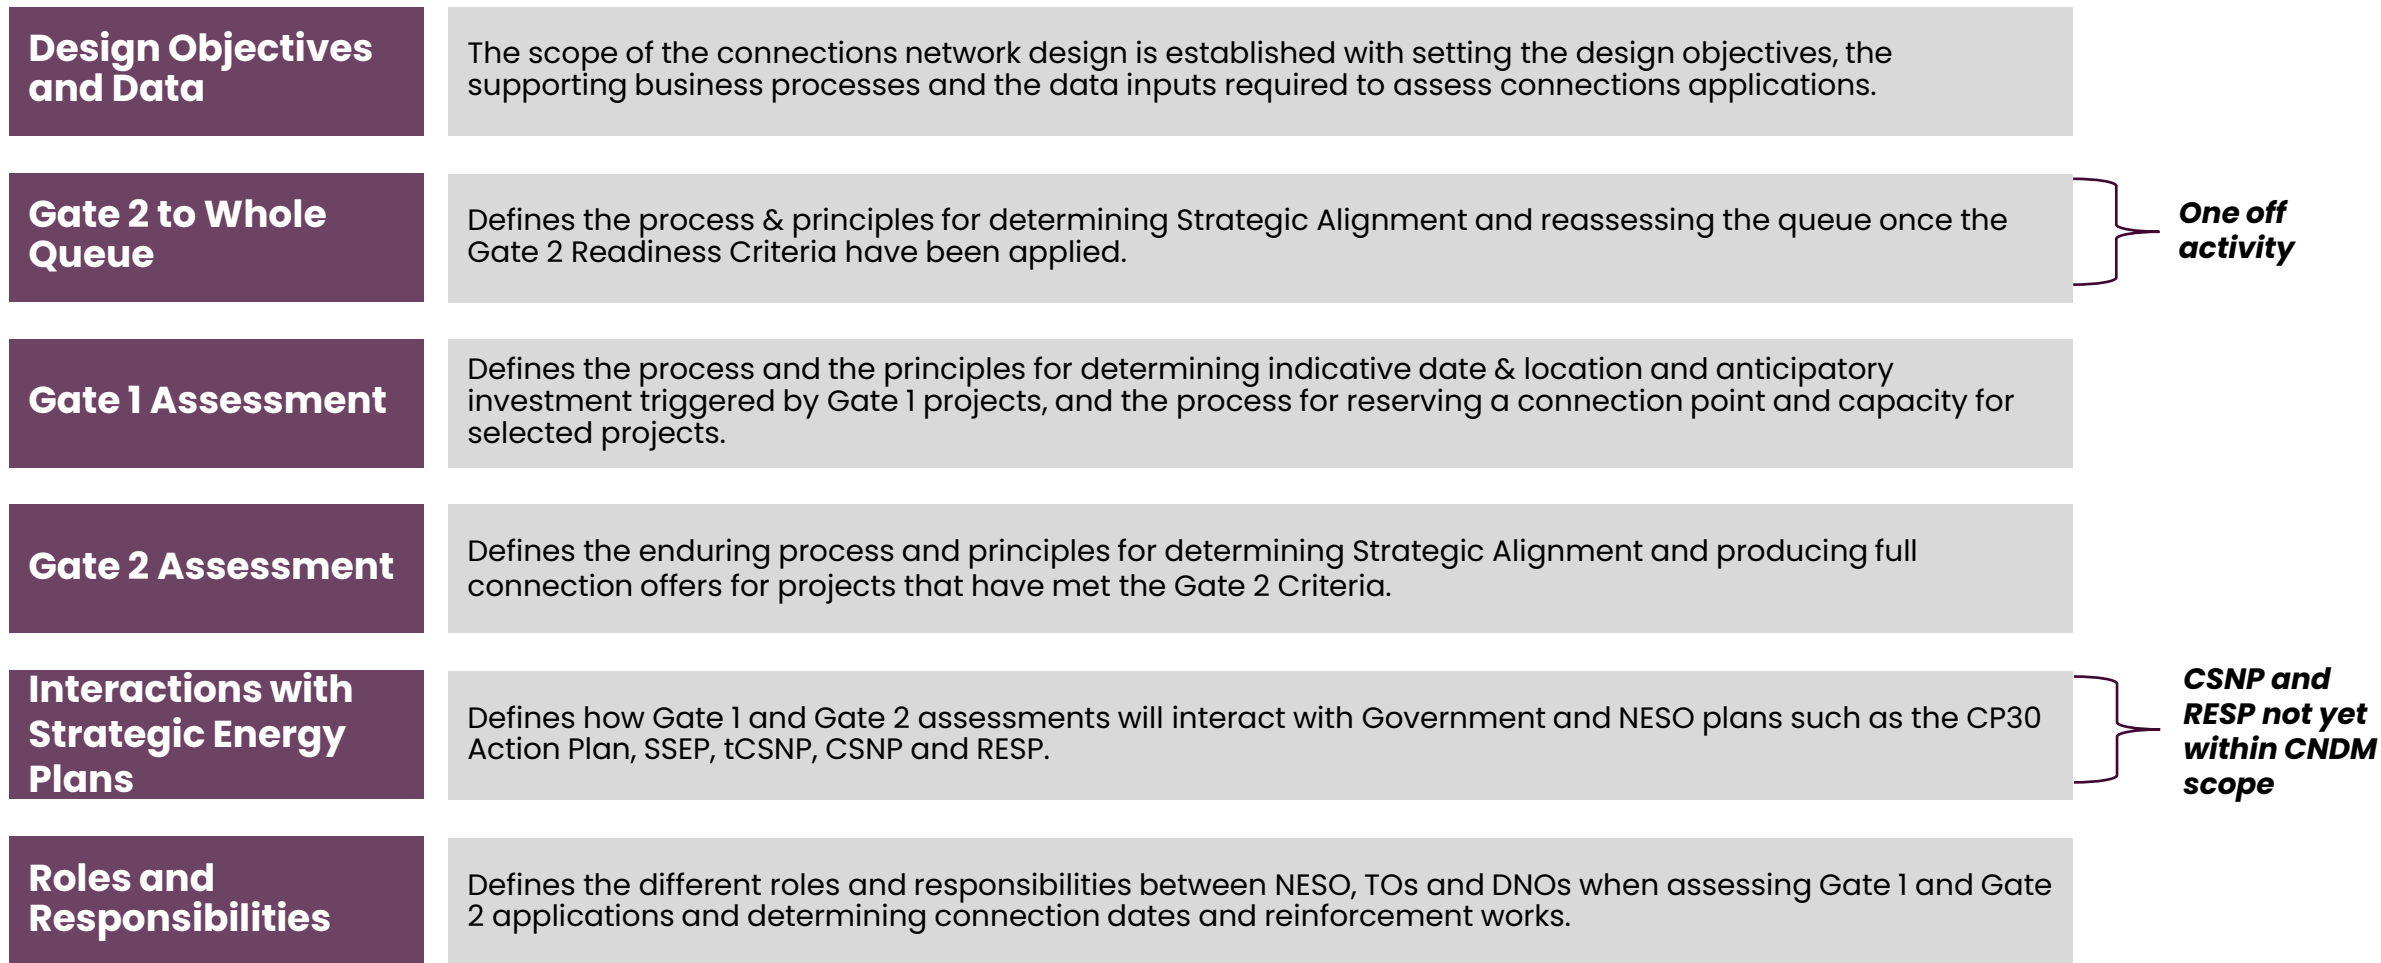 Design Objectives
and Data
The scope of the connections network design is established with setting the design objectives, the
supporting business processes and the data inputs required to assess connections applications.
Gate 2 to Whole
Queue
Defines the process & principles for determining Strategic Alignment and reassessing the queue once the
Gate 2 Readiness Criteria have been applied.
One off
activity
Gate 1 Assessment
Defines the process and the principles for determining indicative date & location and anticipatory
investment triggered by Gate 1 projects, and the process for reserving a connection point and capacity for
selected projects.
Gate 2 Assessment
Defines the enduring process and principles for determining Strategic Alignment and producing full
connection offers for projects that have met the Gate 2 Criteria.
Interactions with
Strategic Energy
Plans
Defines how Gate 1 and Gate 2 assessments will interact with Government and NESO plans such as the CP30
Action Plan, SSEP, tCSNP, CSNP and RESP.
CSNP and
RESP not yet
within CNDM
scope
Roles and
Responsibilities
Defines the different roles and responsibilities between NESO, TOs and DNOs when assessing Gate 1 and Gate
2 applications and determining connection dates and reinforcement works.